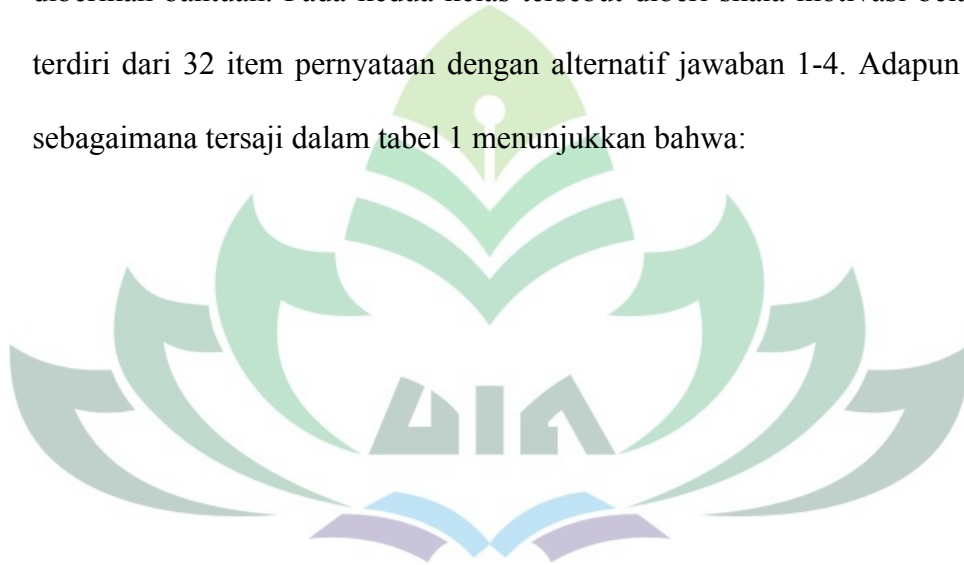 diberikan bantuan. Pada kedua kelas tersebut diberi skala motivasi
terdiri dari 32 item pernyataan dengan alternatif jawaban 1-4. Adapun
sebagaimana tersaji dalam tabel 1 menunjukkan bahwa:
UIN